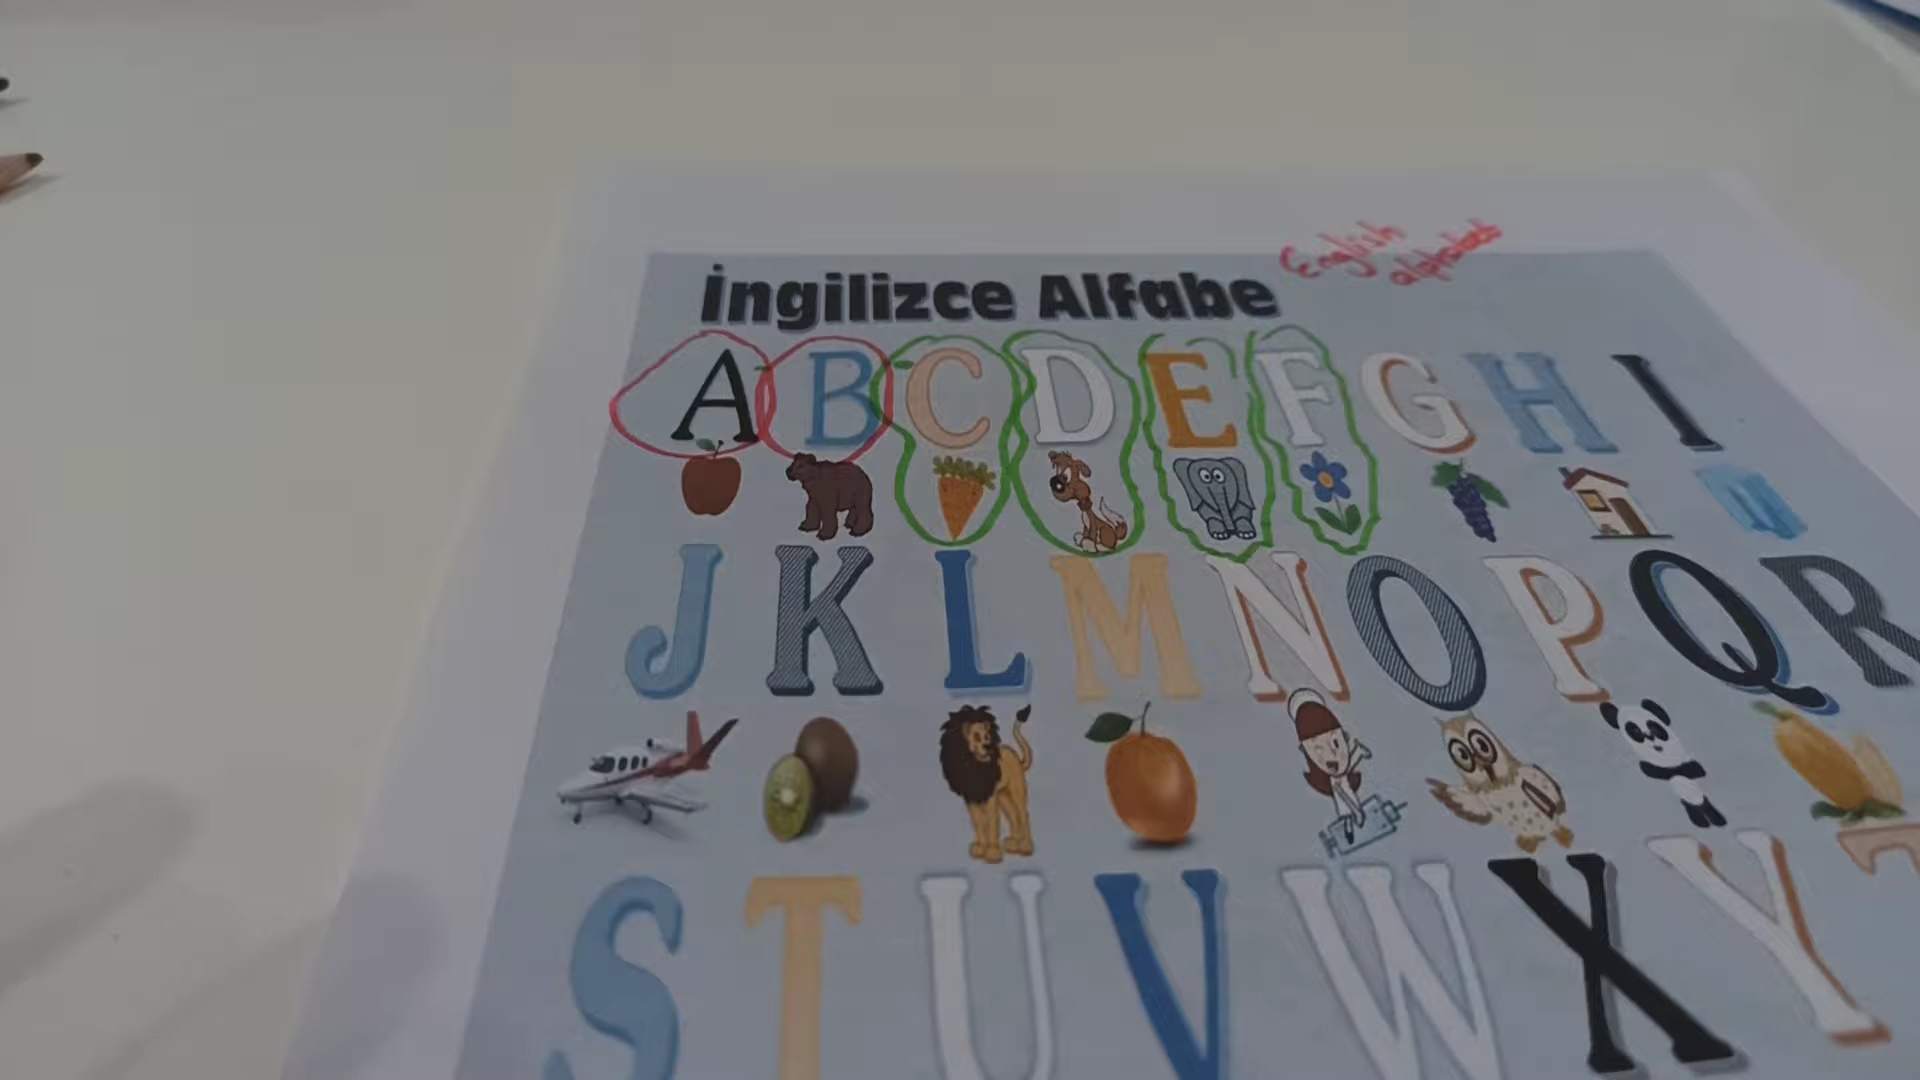 İngilizce Alfabe
English
alphabet
A B C D E F G H I
J K L M N O P Q R
S T U V W X Y